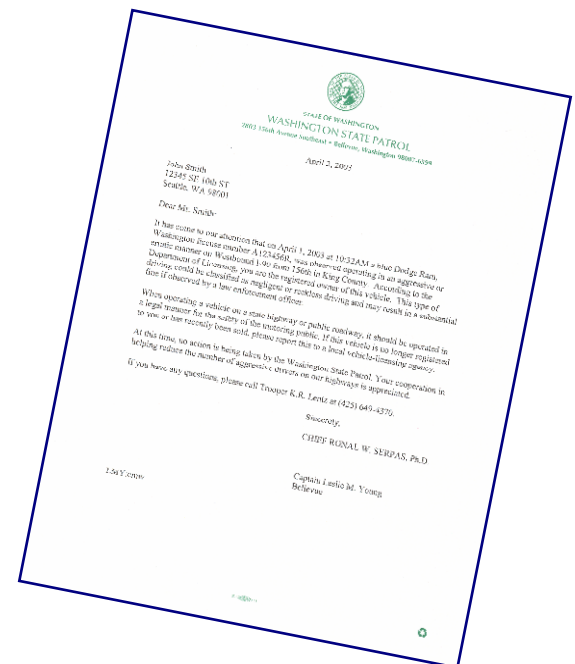 STATE OF WASHINGTON
WASHINGTON STATE PATROL
2803 156th Avenue Southeast • Bellevue, Washington 98007-6594
April 2, 2003
John Smith
12345 SE 10th ST
Seattle, WA 98001
Dear Mr. Smith:
It has come to our attention that on April 1, 2003 at 10:32AM a blue Dodge Ram,
Washington license number A123456R, was observed operating in an aggressive or
erratic manner on Westbound I-90 from 156th in King County. According to the
Department of Licensing, you are the registered owner of this vehicle. This type of
driving could be classified as negligent or reckless driving and may result in a substantial
fine if observed by a law enforcement officer.
When operating a vehicle on a state highway or public roadway, it should be operated in
a legal manner for the safety of the motoring public. If this vehicle is no longer registered
to you or has recently been sold, please report this to a local vehicle-licensing agency.
At this time, no action is being taken by the Washington State Patrol. Your cooperation in
helping reduce the number of aggressive drivers on our highways is appreciated.
If you have any questions, please call Trooper K.R. Lentz at (425) 649-4370.
Sincerely,
CHIEF RONAL W. SERPAS, Ph.D
Captain Leslie M. Young
Bellevue